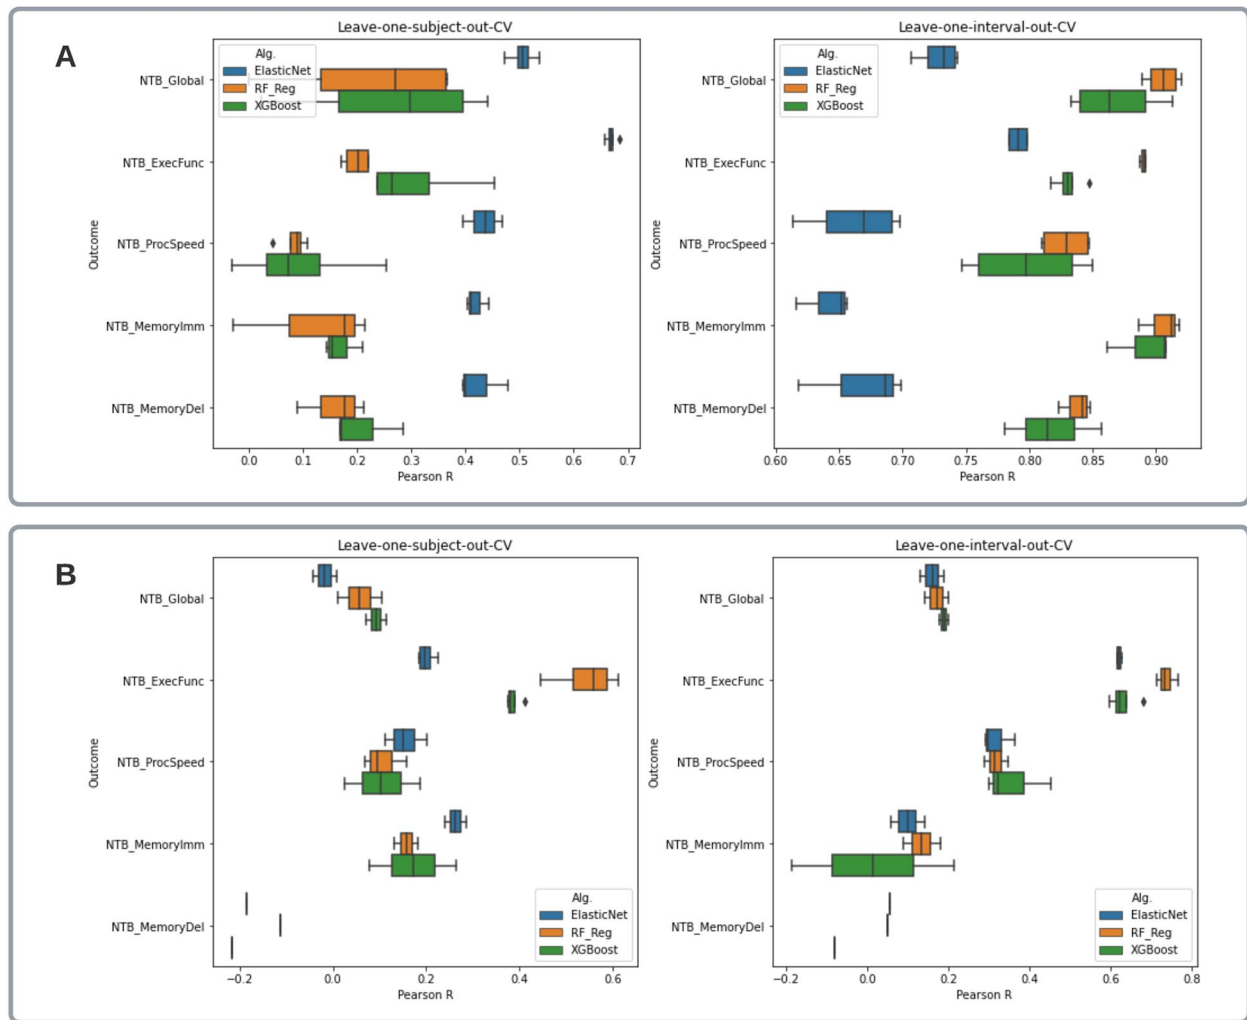 A
Leave-one-subject-out-CV
Alg.
ElasticNet
RF_Reg
XGBoost
NTB_Global
NTB_ExecFunc
NTB_ProcSpeed
NTB_MemoryImm
NTB_MemoryDel
Outcome
0.0 0.1 0.2 0.3 0.4 0.5 0.6 0.7
Pearson R
Leave-one-interval-out-CV
Alg.
ElasticNet
RF_Reg
XGBoost
NTB_Global
NTB_ExecFunc
NTB_ProcSpeed
NTB_MemoryImm
NTB_MemoryDel
Outcome
0.60 0.65 0.70 0.75 0.80 0.85 0.90
Pearson R
B
Leave-one-subject-out-CV
NTB_Global
NTB_ExecFunc
NTB_ProcSpeed
NTB_MemoryImm
NTB_MemoryDel
Outcome
Alg.
ElasticNet
RF_Reg
XGBoost
−0.2 0.0 0.2 0.4 0.6
Pearson R
Leave-one-interval-out-CV
NTB_Global
NTB_ExecFunc
NTB_ProcSpeed
NTB_MemoryImm
NTB_MemoryDel
Outcome
Alg.
ElasticNet
RF_Reg
XGBoost
−0.2 0.0 0.2 0.4 0.6 0.8
Pearson R